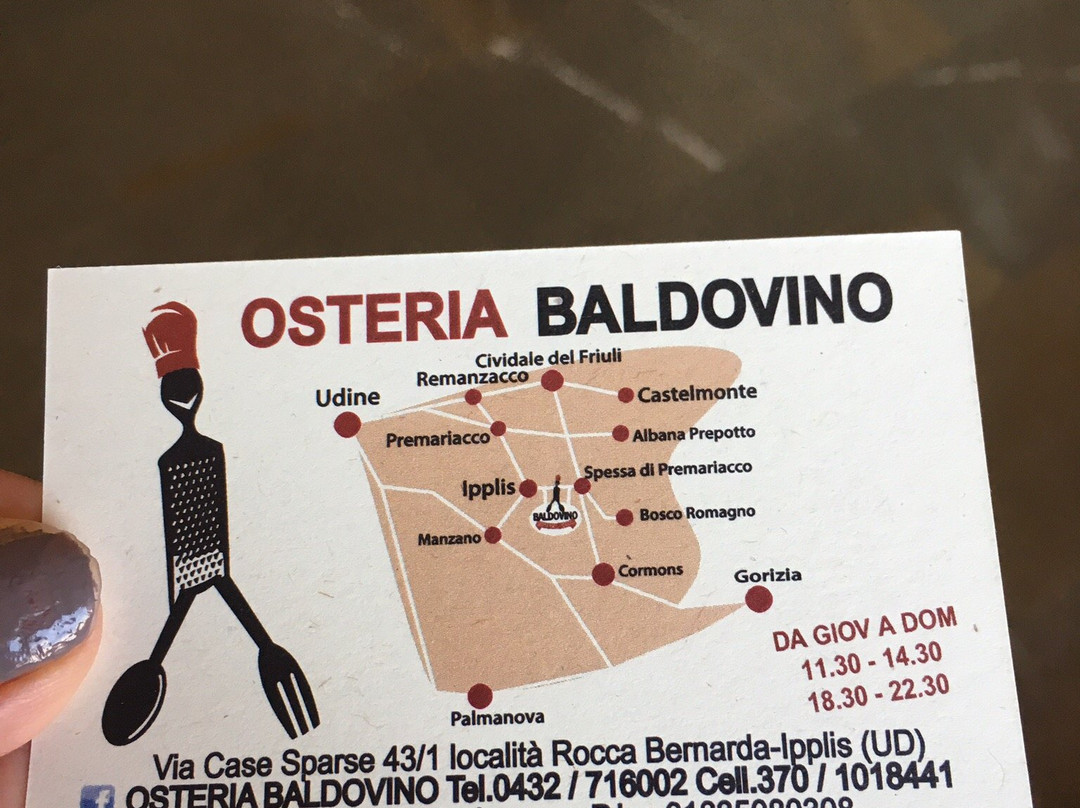 OSTERIA BALDOVINO
Cividale del Friuli
Remanzacco
Udine
Castelmonte
Premariacco
Albana Prepotto
Spessa di Premariacco
Ipplis
BALDOVINO
Bosco Romagno
Manzano
Cormons
Gorizia
DA GIOV A DOM
11.30 - 14.30
18.30 - 22.30
Palmanova
Via Case Sparse 43/1 località Rocca Bernarda-Ipplis (UD)
f OSTERIA BALDOVINO Tel.0432 / 716002 Cell.370 / 1018441